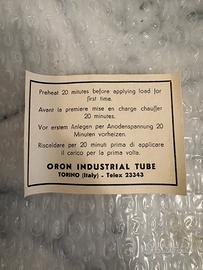 Preheat 20 minutes before applying load for
first time.
Avant la premiere mise en charge chauffer
20 minutes.
Vor erstem Anlegen per Anodenspannung 20
Minuten vorheizen.
Riscaldare per 20 minuti prima di applicare
il carico per la prima volta.
ORON INDUSTRIAL TUBE
TORINO (Italy) - Telex 23343